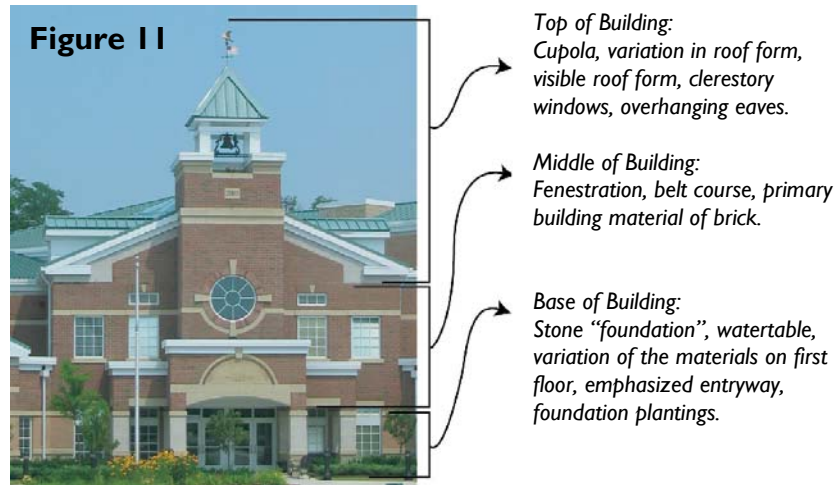 Figure 11
Top of Building:
Cupola, variation in roof form,
visible roof form, clerestory
windows, overhanging eaves.
Middle of Building:
Fenestration, belt course, primary
building material of brick.
Base of Building:
Stone “foundation”, watertable,
variation of the materials on first
floor, emphasized entryway,
foundation plantings.